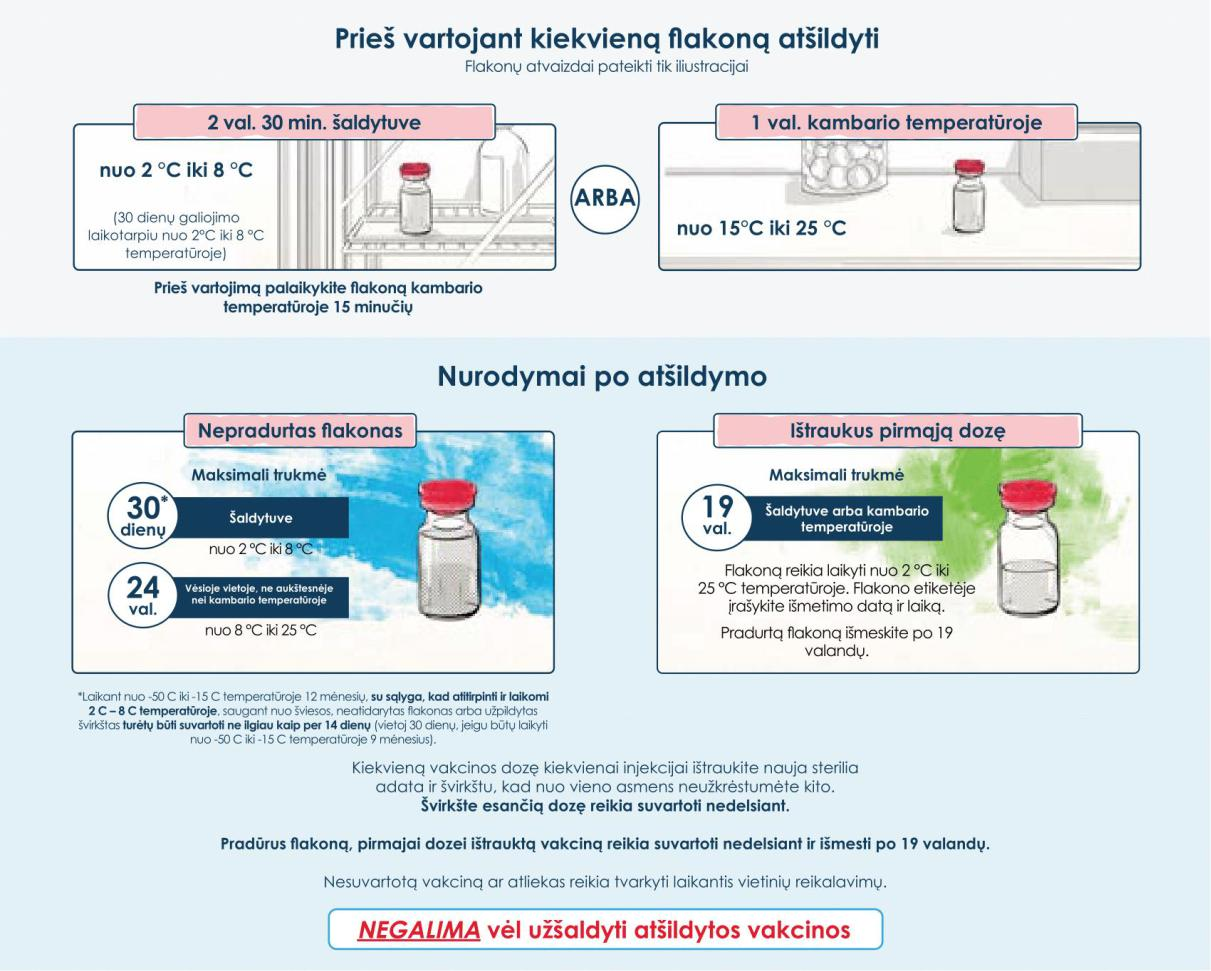 Prieš vartojant kiekvieną flakoną atšildyti
Flakonų atvaizdai pateikti tik iliustracijai
2 val. 30 min. šaldytuve
nuo 2 °C iki 8 °C
(30 dienų galiojimo
laikotarpiu nuo 2°C iki 8 °C
temperatūroje)
Prieš vartojimą palaikykite flakoną kambario
temperatūroje 15 minučių
ARBA
1 val. kambario temperatūroje
nuo 15°C iki 25 °C
Nurodymai po atšildymo
Nepradurtas flakonas
Maksimali trukmė
30*
dienų
Šaldytuve
nuo 2 °C iki 8 °C
24
val.
Vėsioje vietoje, ne aukštesnėje
nei kambario temperatūroje
nuo 8 °C iki 25 °C
*Laikant nuo -50 C iki -15 C temperatūroje 12 mėnesių, su sąlyga, kad atitirpinti ir laikomi
2 C – 8 C temperatūroje, saugant nuo šviesos, neatidarytas flakonas arba užpildytas
švirkštas turėtų būti suvartoti ne ilgiau kaip per 14 dienų (vietoj 30 dienų, jeigu būtų laikyti
nuo -50 C iki -15 C temperatūroje 9 mėnesius).
Ištraukus pirmąją dozę
Maksimali trukmė
19
val.
Šaldytuve arba kambario
temperatūroje
Flakoną reikia laikyti nuo 2 °C iki
25 °C temperatūroje. Flakono etiketėje
įrašykite išmetimo datą ir laiką.
Pradurtą flakoną išmeskite po 19
valandų.
Kiekvieną vakcinos dozę kiekvienai injekcijai ištraukite nauja sterilia
adata ir švirkštu, kad nuo vieno asmens neužkrėstumėte kito.
Švirkšte esančią dozę reikia suvartoti nedelsiant.
Pradūrus flakoną, pirmajai dozei ištrauktą vakciną reikia suvartoti nedelsiant ir išmesti po 19 valandų.
Nesuvartotą vakciną ar atliekas reikia tvarkyti laikantis vietinių reikalavimų.
NEGALIMA vėl užšaldyti atšildytos vakcinos